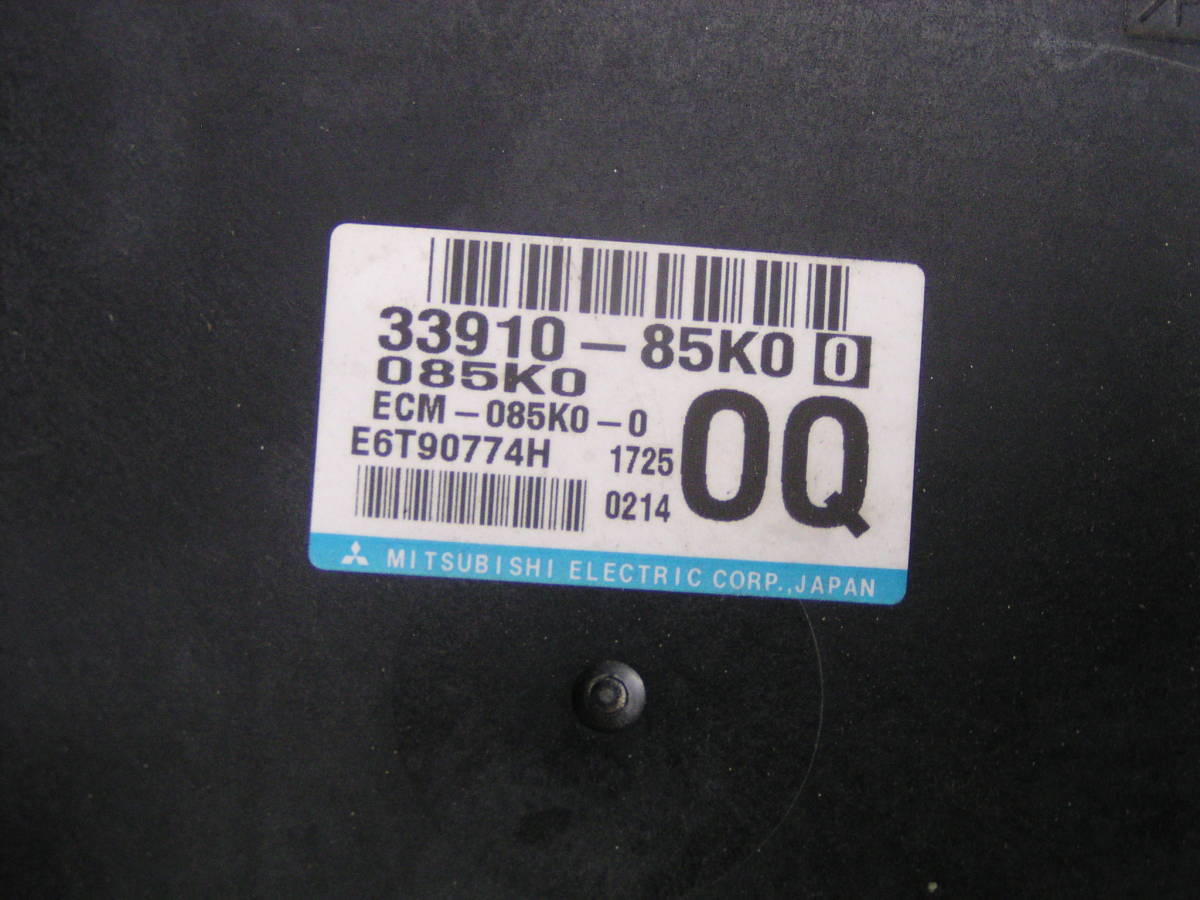 33910-85K0 0
085K0
ECM-085K0-0
E6T90774H 1725
0214
0Q
MITSUBISHI ELECTRIC CORP.,JAPAN